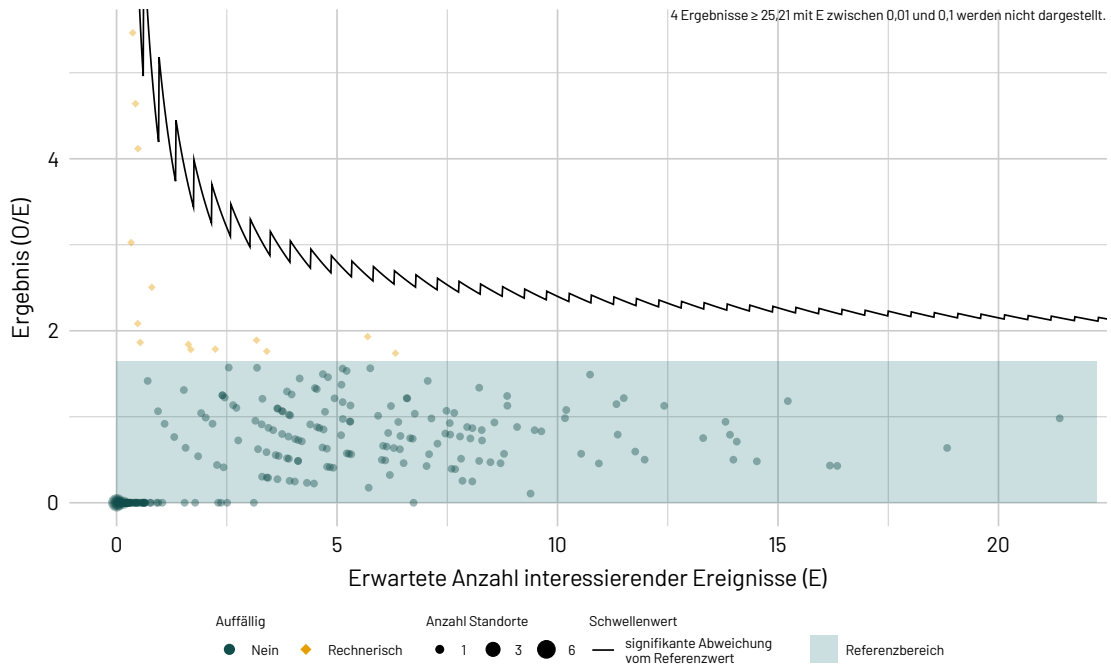 4 Ergebnisse ≥ 25,21 mit E zwischen 0,01 und 0,1 werden nicht dargestellt.
Ergebnis (O/E)
4
2
0
0
5
10
15
20
Erwartete Anzahl interessierender Ereignisse (E)
Auffällig
Nein
Rechnerisch
Anzahl Standorte
1
3
6
Schwellenwert
signifikante Abweichung
vom Referenzwert
Referenzbereich